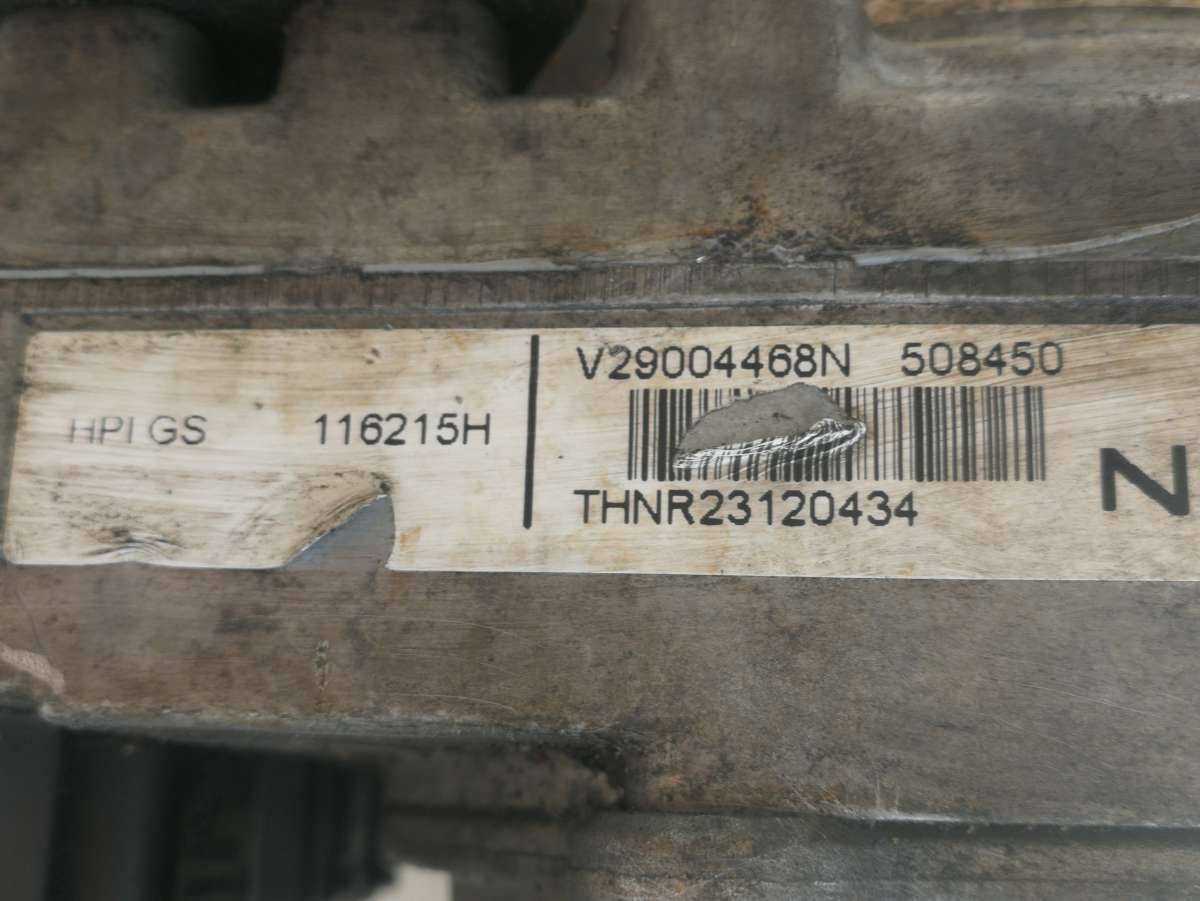 HPI GS 116215H
V29004468N 508450
THNR23120434
N